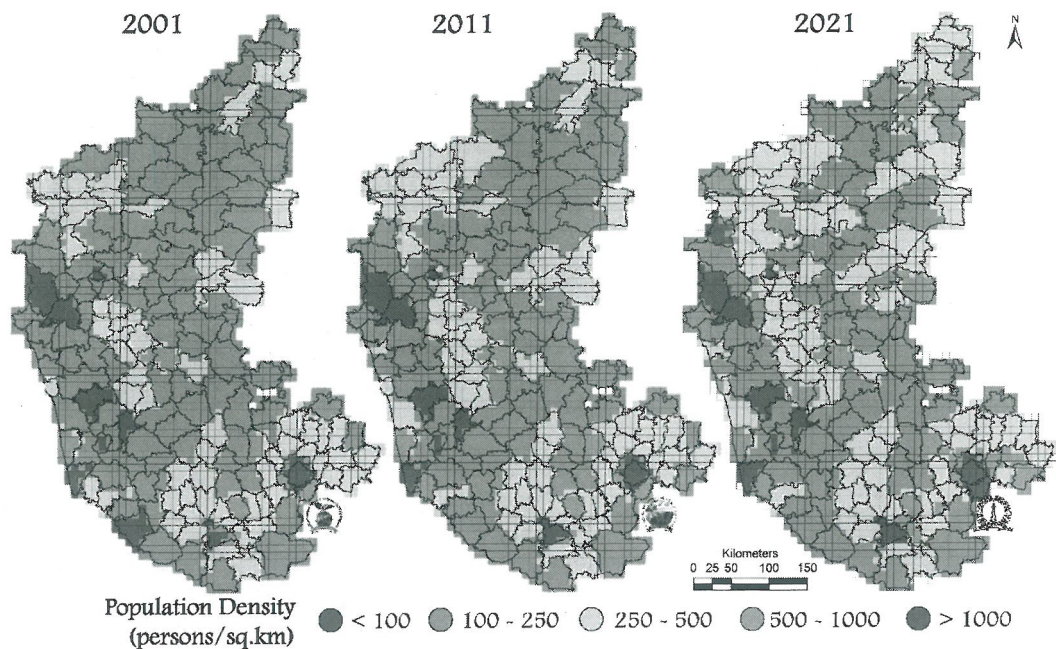 2001 2011 2021
N
Kilometers
0 25 50 100 150
Population Density
(persons/sq.km)
< 100 100 - 250 250 - 500 500 - 1000 > 1000